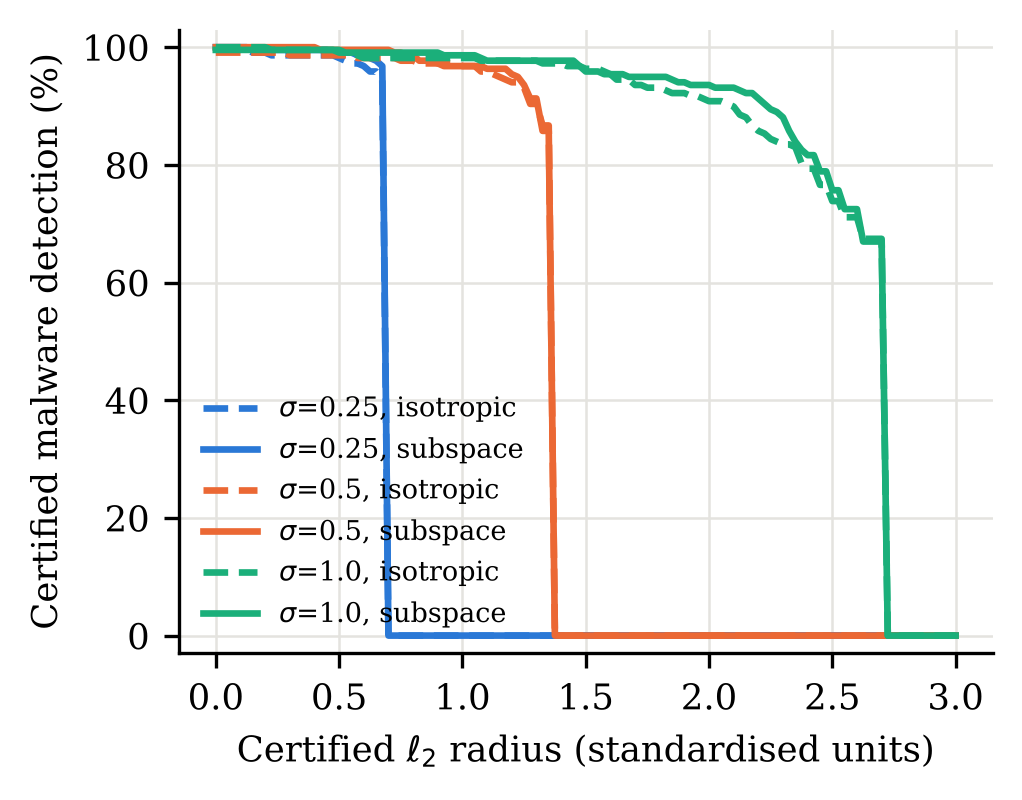 Certified malware detection (%)
100
80
60
40
20
0
σ=0.25, isotropic
σ=0.25, subspace
σ=0.5, isotropic
σ=0.5, subspace
σ=1.0, isotropic
σ=1.0, subspace
0.0 0.5 1.0 1.5 2.0 2.5 3.0
Certified ℓ₂ radius (standardised units)